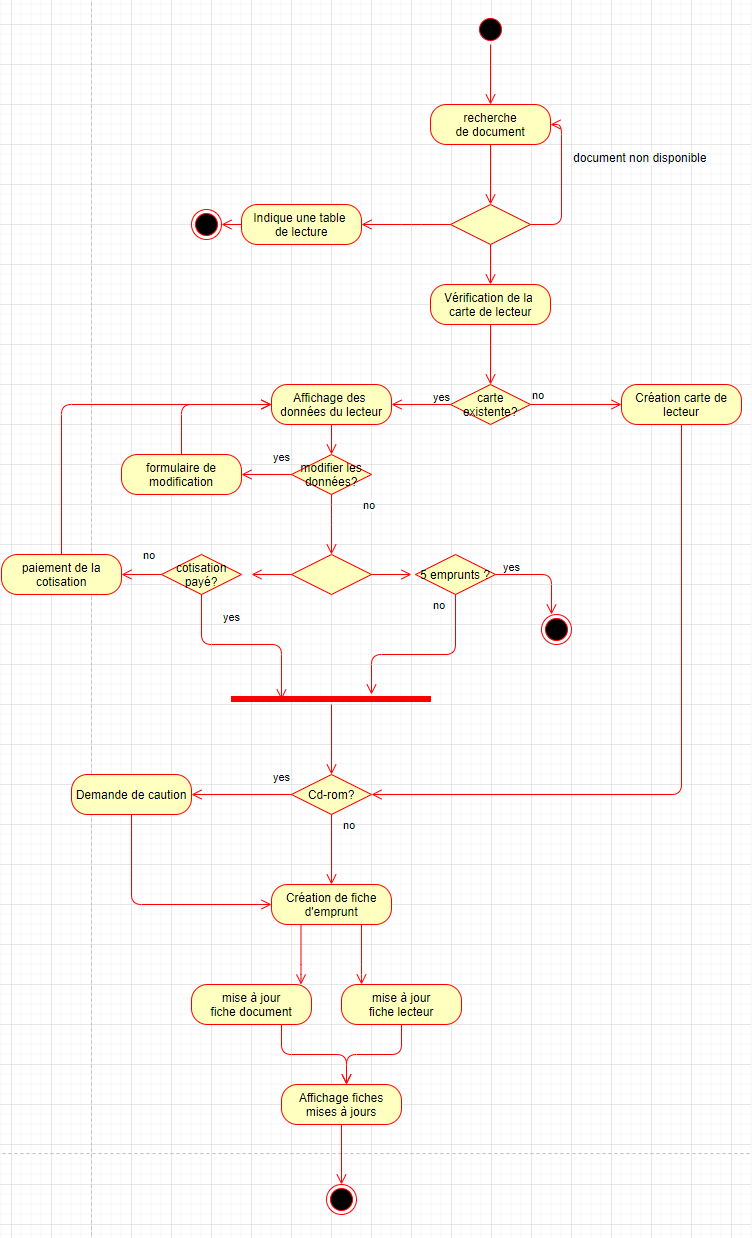 recherche
de document
document non disponible
Indique une table
de lecture
Vérification de la
carte de lecteur
Affichage des
données du lecteur
yes
carte
existente?
no
Création carte de
lecteur
formulaire de
modification
yes
modifier les
données?
no
paiement de la
cotisation
no
cotisation
payé?
yes
5 emprunts ?
yes
no
Demande de caution
yes
Cd-rom?
no
Création de fiche
d'emprunt
mise à jour
fiche document
mise à jour
fiche lecteur
Affichage fiches
mises à jours